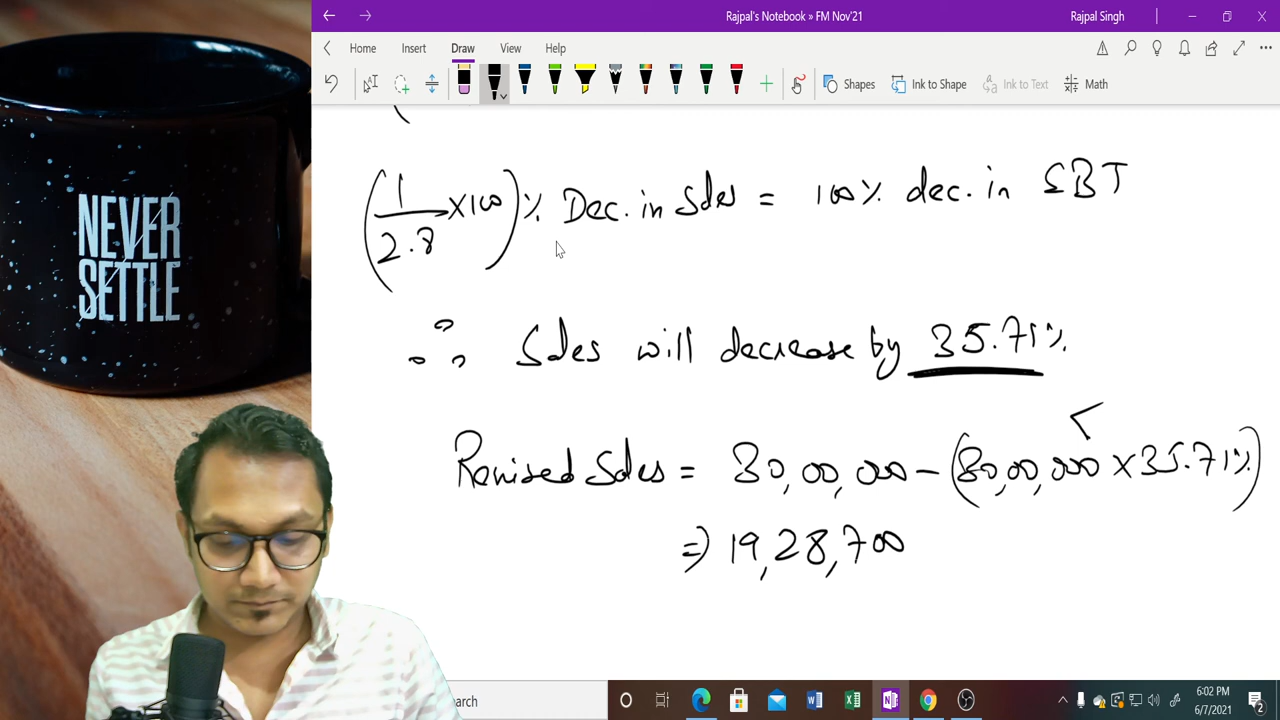 Rajpal's Notebook » FM Nov'21
Rajpal Singh
Home Insert Draw View Help
Shapes Ink to Shape Ink to Text Math
(1/2.8 ×100)% Dec. in Sales = 100% dec. in EBT
∴ Sales will decrease by 35.71%
Revised Sales = 30,00,000 − (30,00,000 × 35.71%)
⇒ 19,28,700
NEVER
SETTLE
arch
6:02 PM
6/7/2021
2